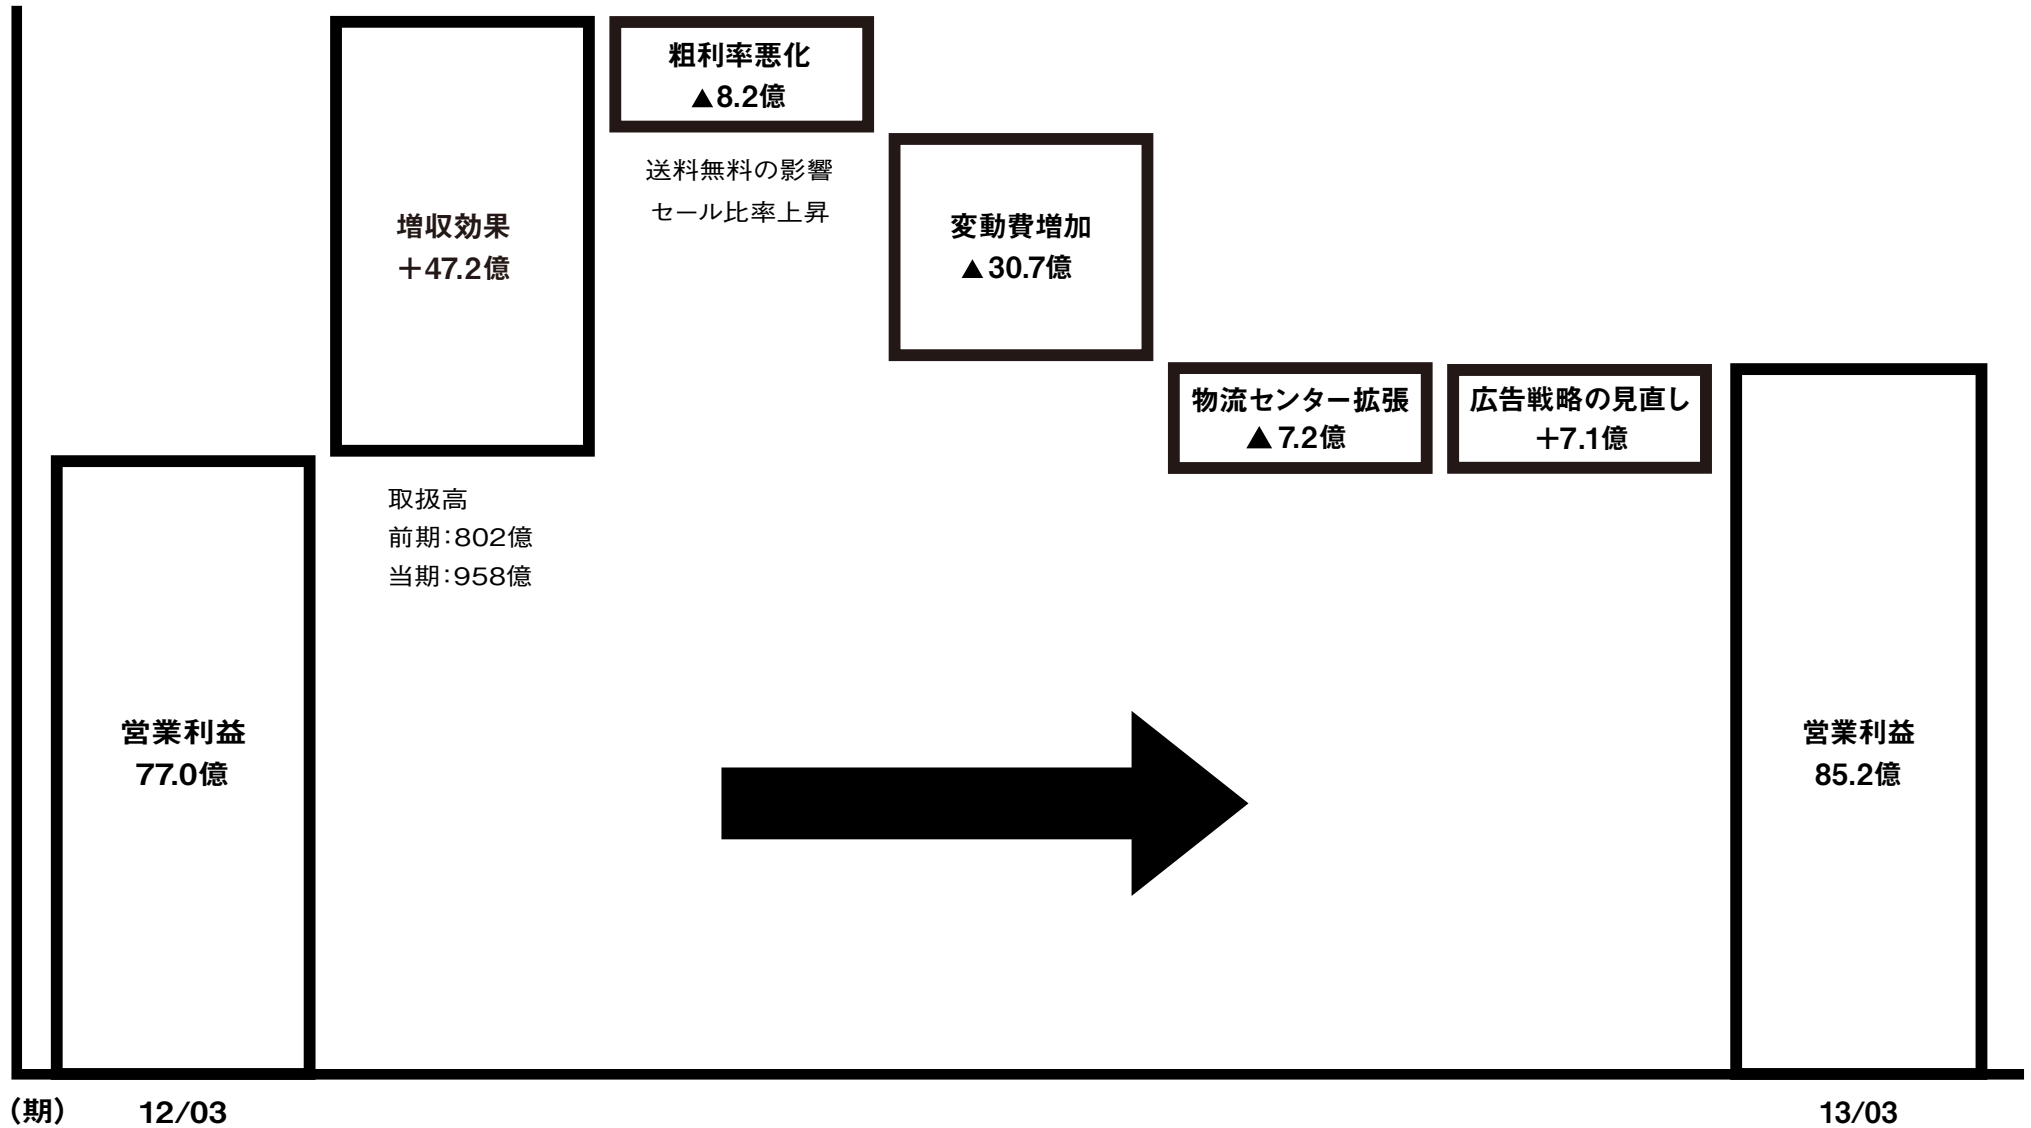 粗利率悪化
▲8.2億
送料無料の影響
セール比率上昇
増収効果
＋47.2億
変動費増加
▲30.7億
物流センター拡張
▲7.2億
広告戦略の見直し
＋7.1億
取扱高
前期：802億
当期：958億
営業利益
77.0億
営業利益
85.2億
（期）
12/03
13/03